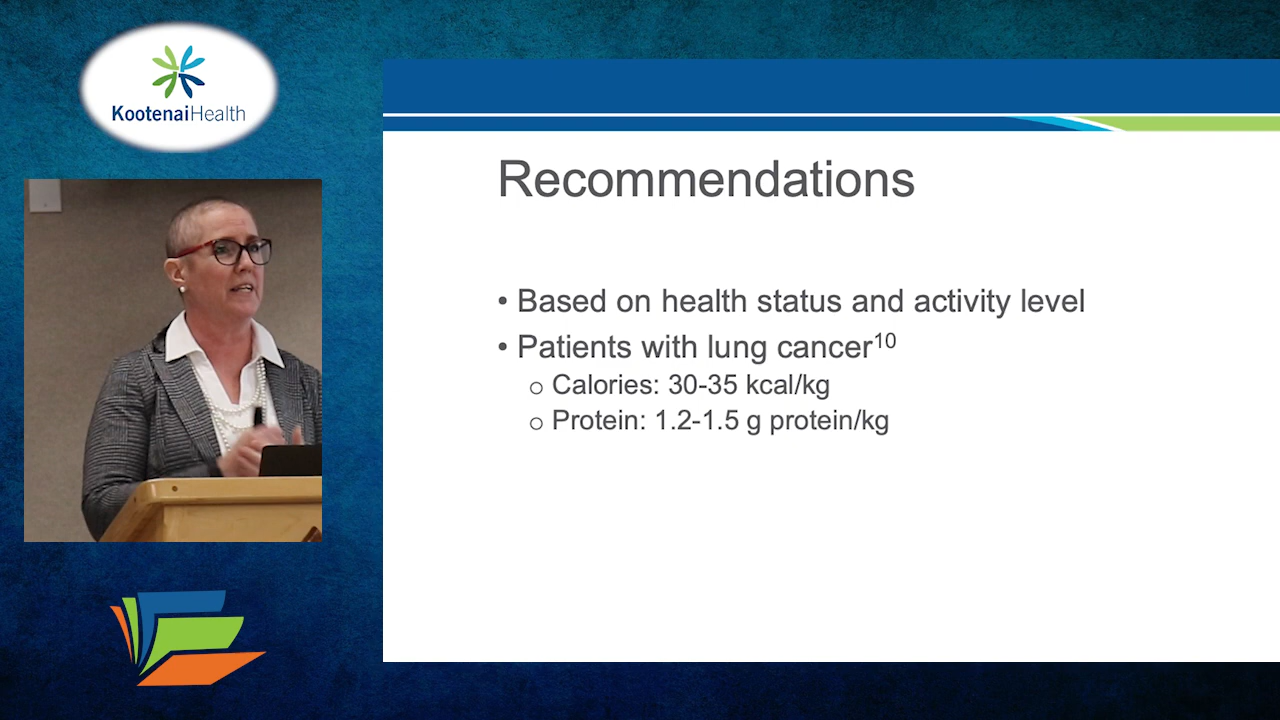 KootenaiHealth
Recommendations
• Based on health status and activity level
• Patients with lung cancer¹⁰
o Calories: 30-35 kcal/kg
o Protein: 1.2-1.5 g protein/kg